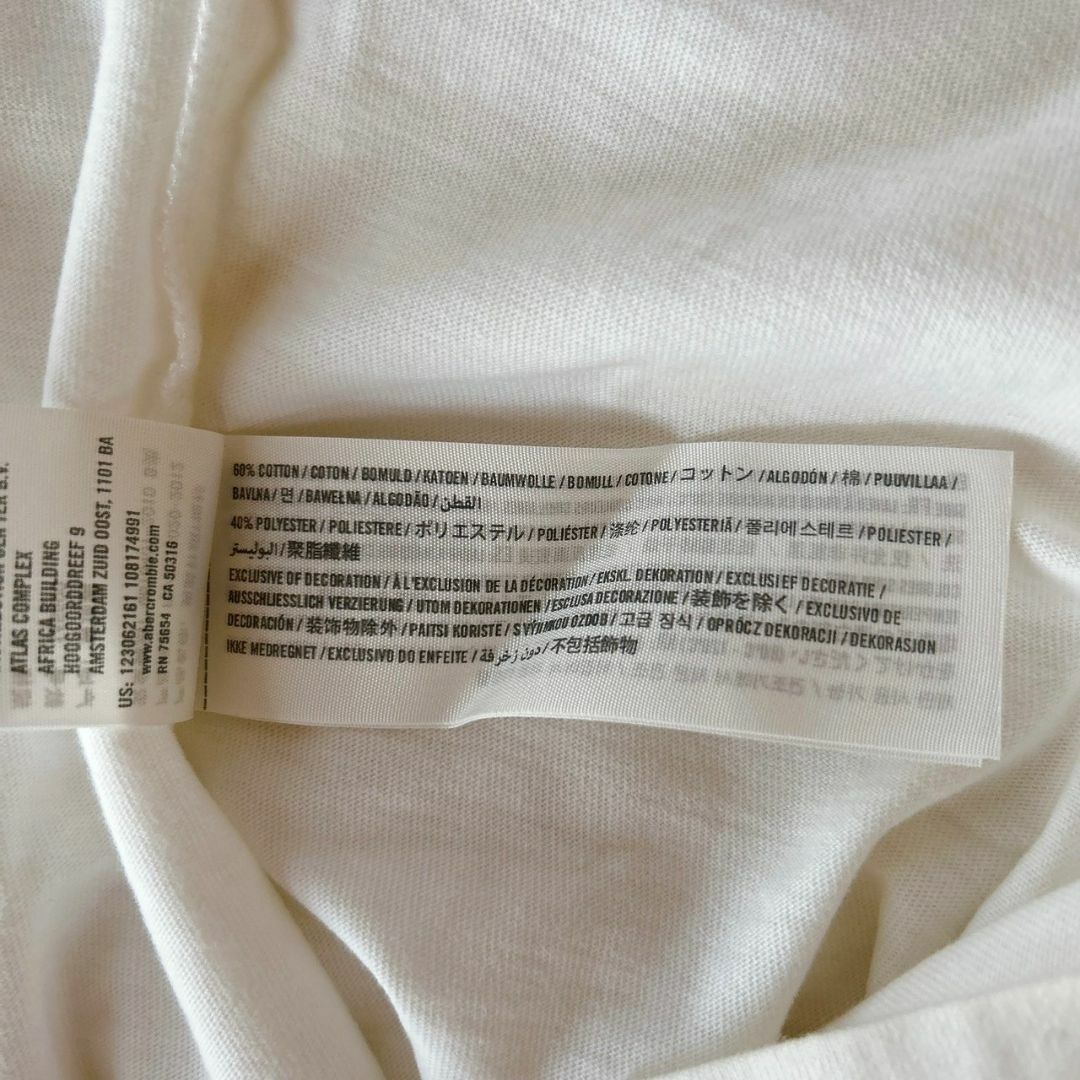 ATLAS COMPLEX
AFRICA BUILDING
HOOGOORDDREEF 9
AMSTERDAM ZUID OOST, 1101 BA
US: 123062161 108174991
www.abercrombie.com
RN 75654 CA 50316
60% COTTON / COTON / BOMULD / KATOEN / BAUMWOLLE / BOMULL / COTONE / コットン / ALGODÓN / 棉 / PUUVILLAA /
BAVLNA / 면 / BAWEŁNA / ALGODÃO / القطن
40% POLYESTER / POLIESTERE / ポリエステル / POLIÉSTER / 涤纶 / POLYESTERIÄ / 폴리에스테르 / POLIESTER /
البوليستر / 聚脂纖維
EXCLUSIVE OF DECORATION / À L'EXCLUSION DE LA DÉCORATION / EKSKL. DEKORATION / EXCLUSIEF DECORATIE /
AUSSCHLIESSLICH VERZIERUNG / UTOM DEKORATIONEN / ESCLUSA DECORAZIONE / 装飾を除く / EXCLUSIVO DE
DECORACIÓN / 装饰物除外 / PAITSI KORISTE / S VÝJIMKOU OZDOB / 고급 장식 / OPRÓCZ DEKORACJI / DEKORASJON
IKKE MEDREGNET / EXCLUSIVO DO ENFEITE / دون زخرفة / 不包括飾物